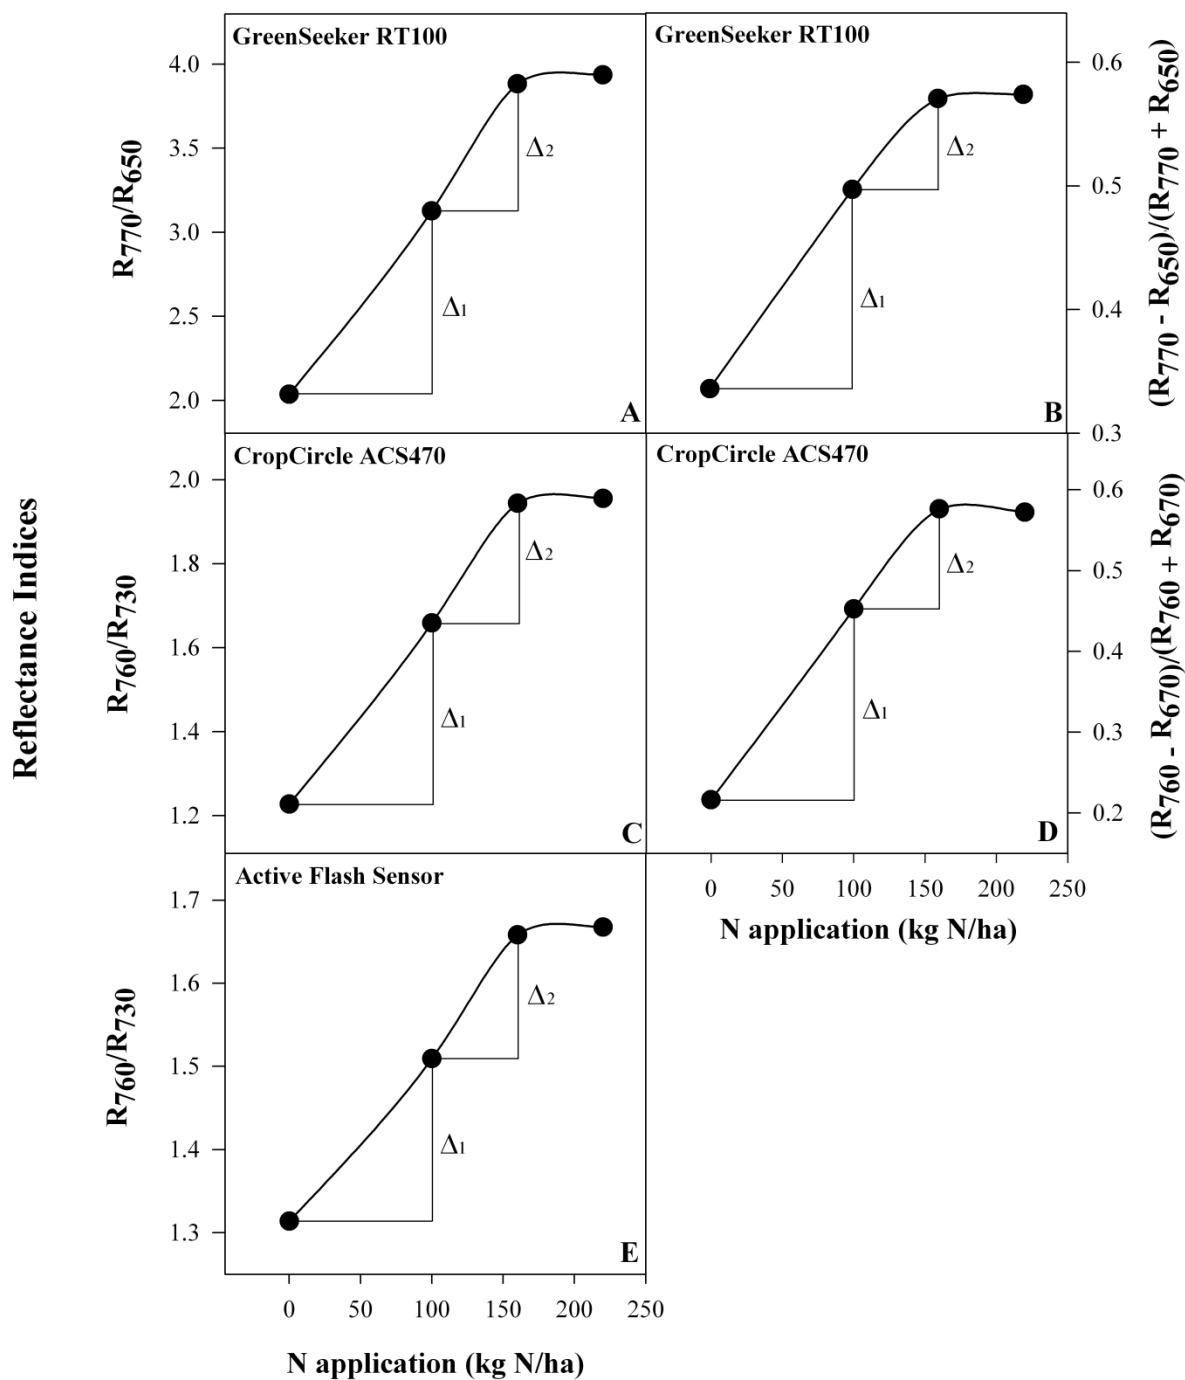 Reflectance Indices
GreenSeeker RT100
R770/R650
4.0
3.5
3.0
2.5
2.0
Δ2
Δ1
A
GreenSeeker RT100
(R770 - R650)/(R770 + R650)
0.6
0.5
0.4
0.3
Δ2
Δ1
B
CropCircle ACS470
R760/R730
2.0
1.8
1.6
1.4
1.2
Δ2
Δ1
C
CropCircle ACS470
(R760 - R670)/(R760 + R670)
0.6
0.5
0.4
0.3
0.2
Δ2
Δ1
D
0 50 100 150 200 250
N application (kg N/ha)
Active Flash Sensor
R760/R730
1.7
1.6
1.5
1.4
1.3
Δ2
Δ1
E
0 50 100 150 200 250
N application (kg N/ha)